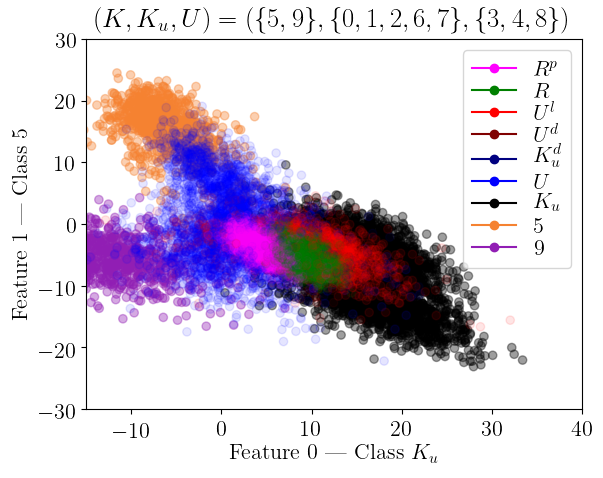 (K, K_u, U) = ({5, 9}, {0, 1, 2, 6, 7}, {3, 4, 8})
30
20
10
0
−10
−20
−30
−10
0
10
20
30
40
Feature 1 — Class 5
Feature 0 — Class K_u
R^p
R
U^l
U^d
K_u^d
U
K_u
5
9